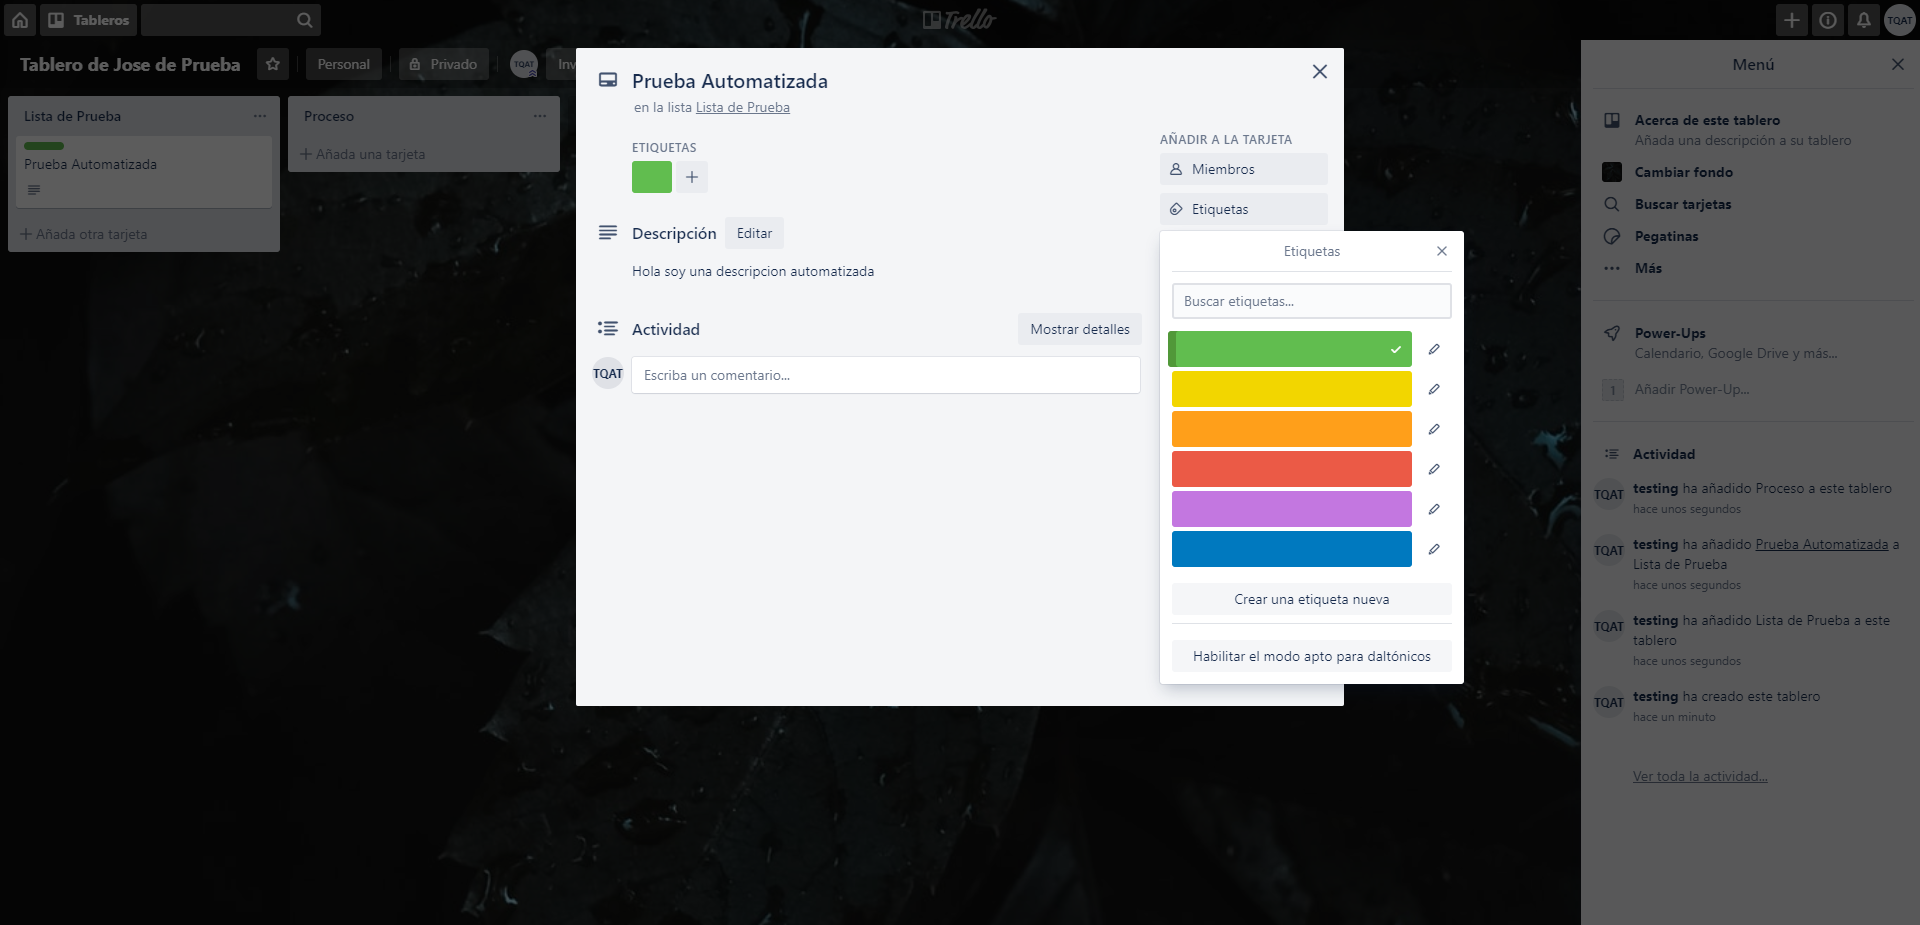 Tableros
Trello
TQAT
Tablero de Jose de Prueba
Personal
Privado
TQAT
Inv
Lista de Prueba
Prueba Automatizada
Añada otra tarjeta
Proceso
Añada una tarjeta
Prueba Automatizada
en la lista Lista de Prueba
ETIQUETAS
Descripción
Editar
Hola soy una descripcion automatizada
Actividad
Mostrar detalles
TQAT
Escriba un comentario...
AÑADIR A LA TARJETA
Miembros
Etiquetas
Etiquetas
Buscar etiquetas...
Crear una etiqueta nueva
Habilitar el modo apto para daltónicos
Menú
Acerca de este tablero
Añada una descripción a su tablero
Cambiar fondo
Buscar tarjetas
Pegatinas
Más
Power-Ups
Calendario, Google Drive y más...
1
Añadir Power-Up...
Actividad
TQAT
testing ha añadido Proceso a este tablero
hace unos segundos
TQAT
testing ha añadido Prueba Automatizada a
Lista de Prueba
hace unos segundos
TQAT
testing ha añadido Lista de Prueba a este
tablero
hace unos segundos
TQAT
testing ha creado este tablero
hace un minuto
Ver toda la actividad...